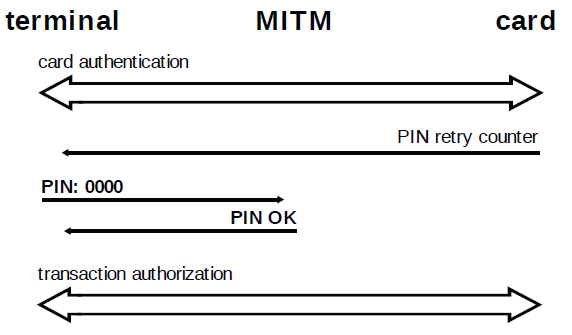 terminal MITM card
card authentication
PIN retry counter
PIN: 0000
PIN OK
transaction authorization